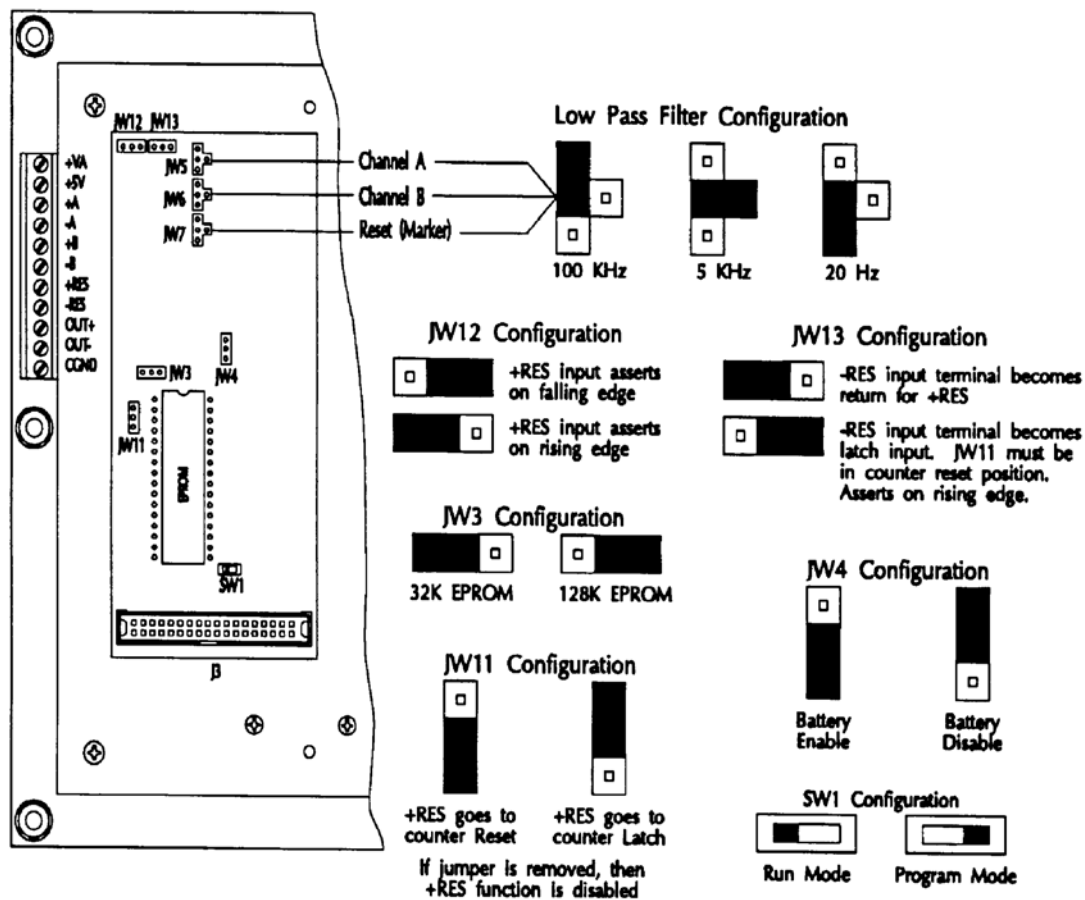 JW12 JW13
+VA
+5V
+A
-A
+B
-B
+RES
-RES
OUT+
OUT-
CGND
JW5
JW6
JW7
Channel A
Channel B
Reset (Marker)
JW3
JW4
JW11
EPROM
SW1
J3
Low Pass Filter Configuration
100 KHz
5 KHz
20 Hz
JW12 Configuration
+RES input asserts
on falling edge
+RES input asserts
on rising edge
JW13 Configuration
-RES input terminal becomes
return for +RES
-RES input terminal becomes
latch input. JW11 must be
in counter reset position.
Asserts on rising edge.
JW3 Configuration
32K EPROM
128K EPROM
JW4 Configuration
Battery
Enable
Battery
Disable
JW11 Configuration
+RES goes to
counter Reset
+RES goes to
counter Latch
If jumper is removed, then
+RES function is disabled
SW1 Configuration
Run Mode
Program Mode